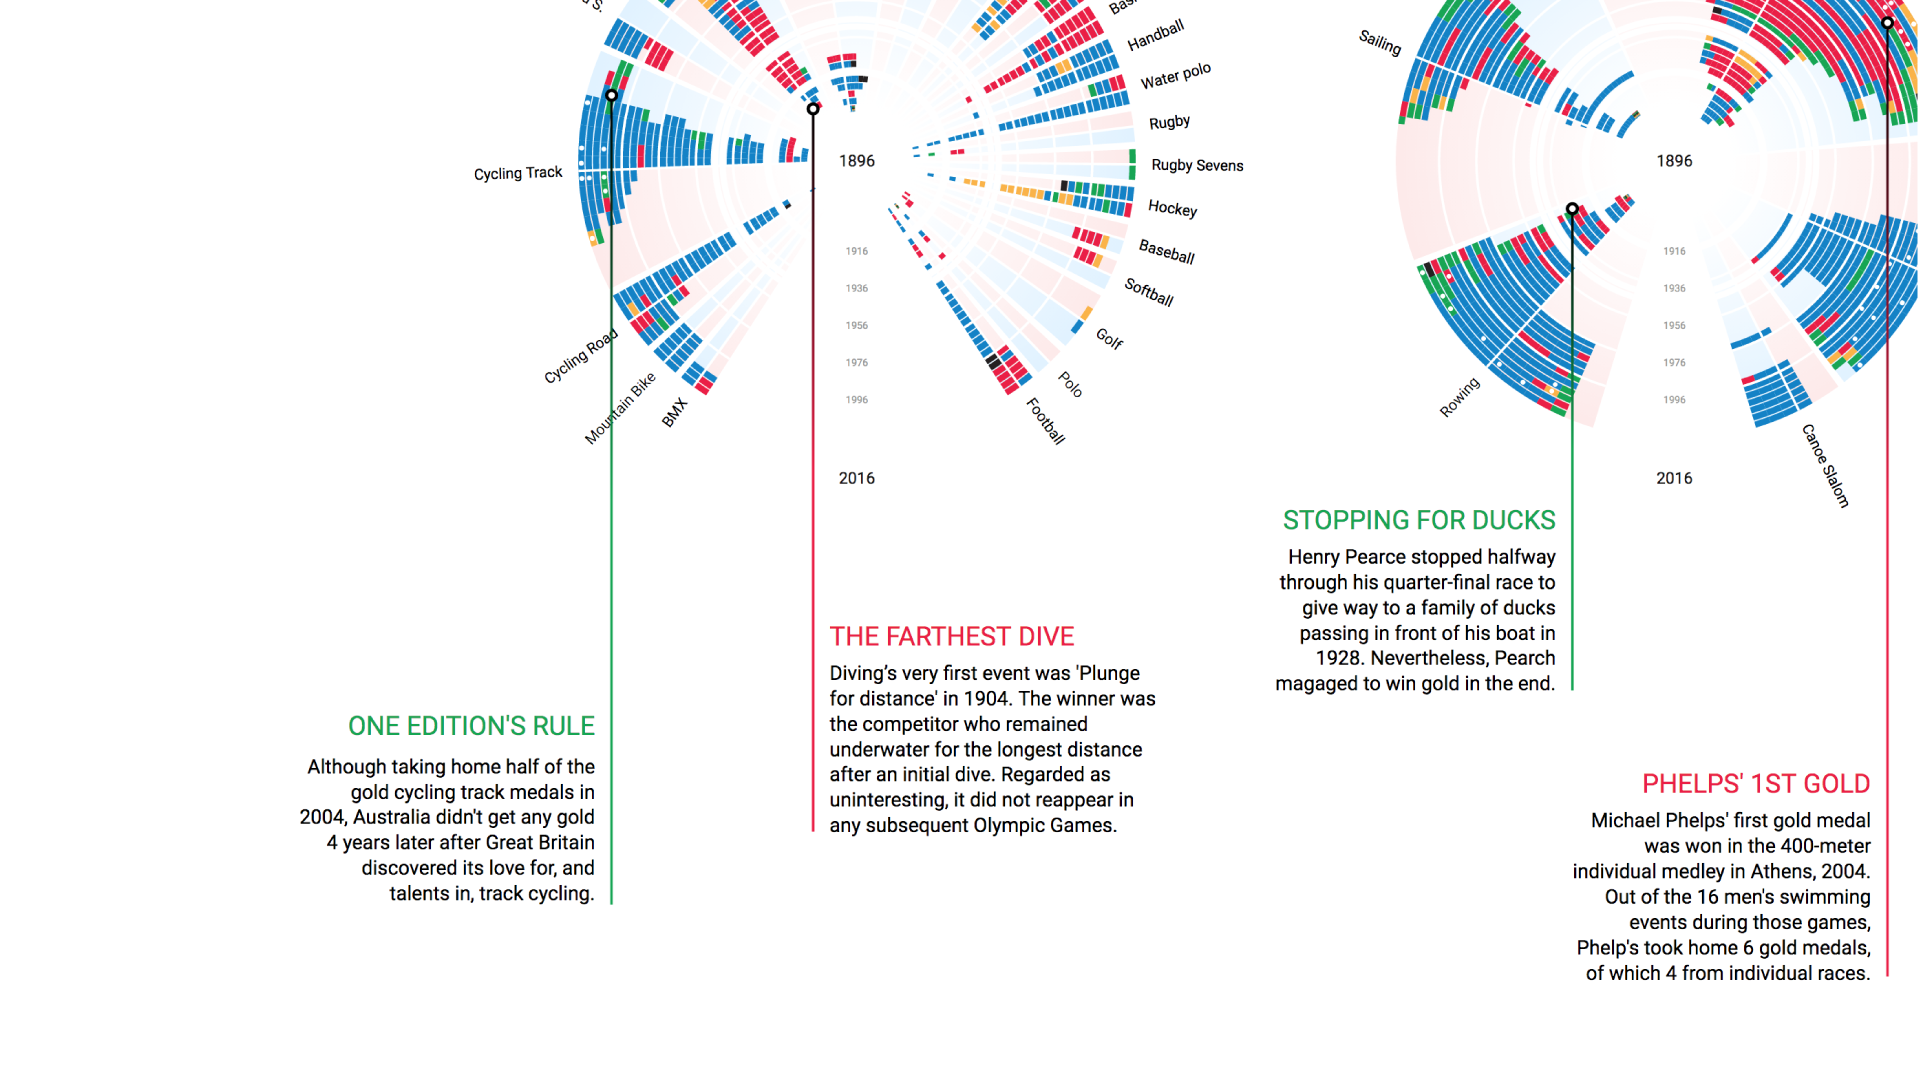 S.
Bas
Handball
Water polo
Rugby
Rugby Sevens
Hockey
Baseball
Softball
Golf
Polo
Football
Cycling Track
Cycling Road
Mountain Bike
BMX
1896
1916
1936
1956
1976
1996
2016
Sailing
Rowing
Canoe Slalom
1896
1916
1936
1956
1976
1996
2016
ONE EDITION'S RULE
Although taking home half of the
gold cycling track medals in
2004, Australia didn't get any gold
4 years later after Great Britain
discovered its love for, and
talents in, track cycling.
THE FARTHEST DIVE
Diving’s very first event was 'Plunge
for distance' in 1904. The winner was
the competitor who remained
underwater for the longest distance
after an initial dive. Regarded as
uninteresting, it did not reappear in
any subsequent Olympic Games.
STOPPING FOR DUCKS
Henry Pearce stopped halfway
through his quarter-final race to
give way to a family of ducks
passing in front of his boat in
1928. Nevertheless, Pearch
magaged to win gold in the end.
PHELPS' 1ST GOLD
Michael Phelps' first gold medal
was won in the 400-meter
individual medley in Athens, 2004.
Out of the 16 men's swimming
events during those games,
Phelp's took home 6 gold medals,
of which 4 from individual races.